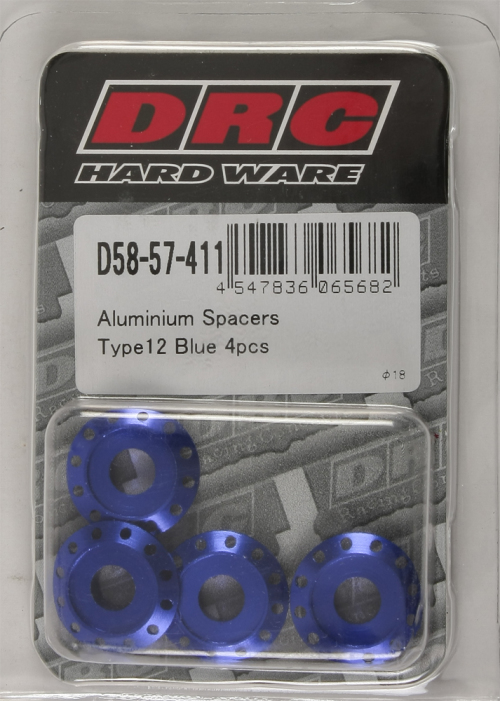 DRC
HARD WARE
D58-57-411
4 547836 065682
Aluminium Spacers
Type12 Blue 4pcs
φ18